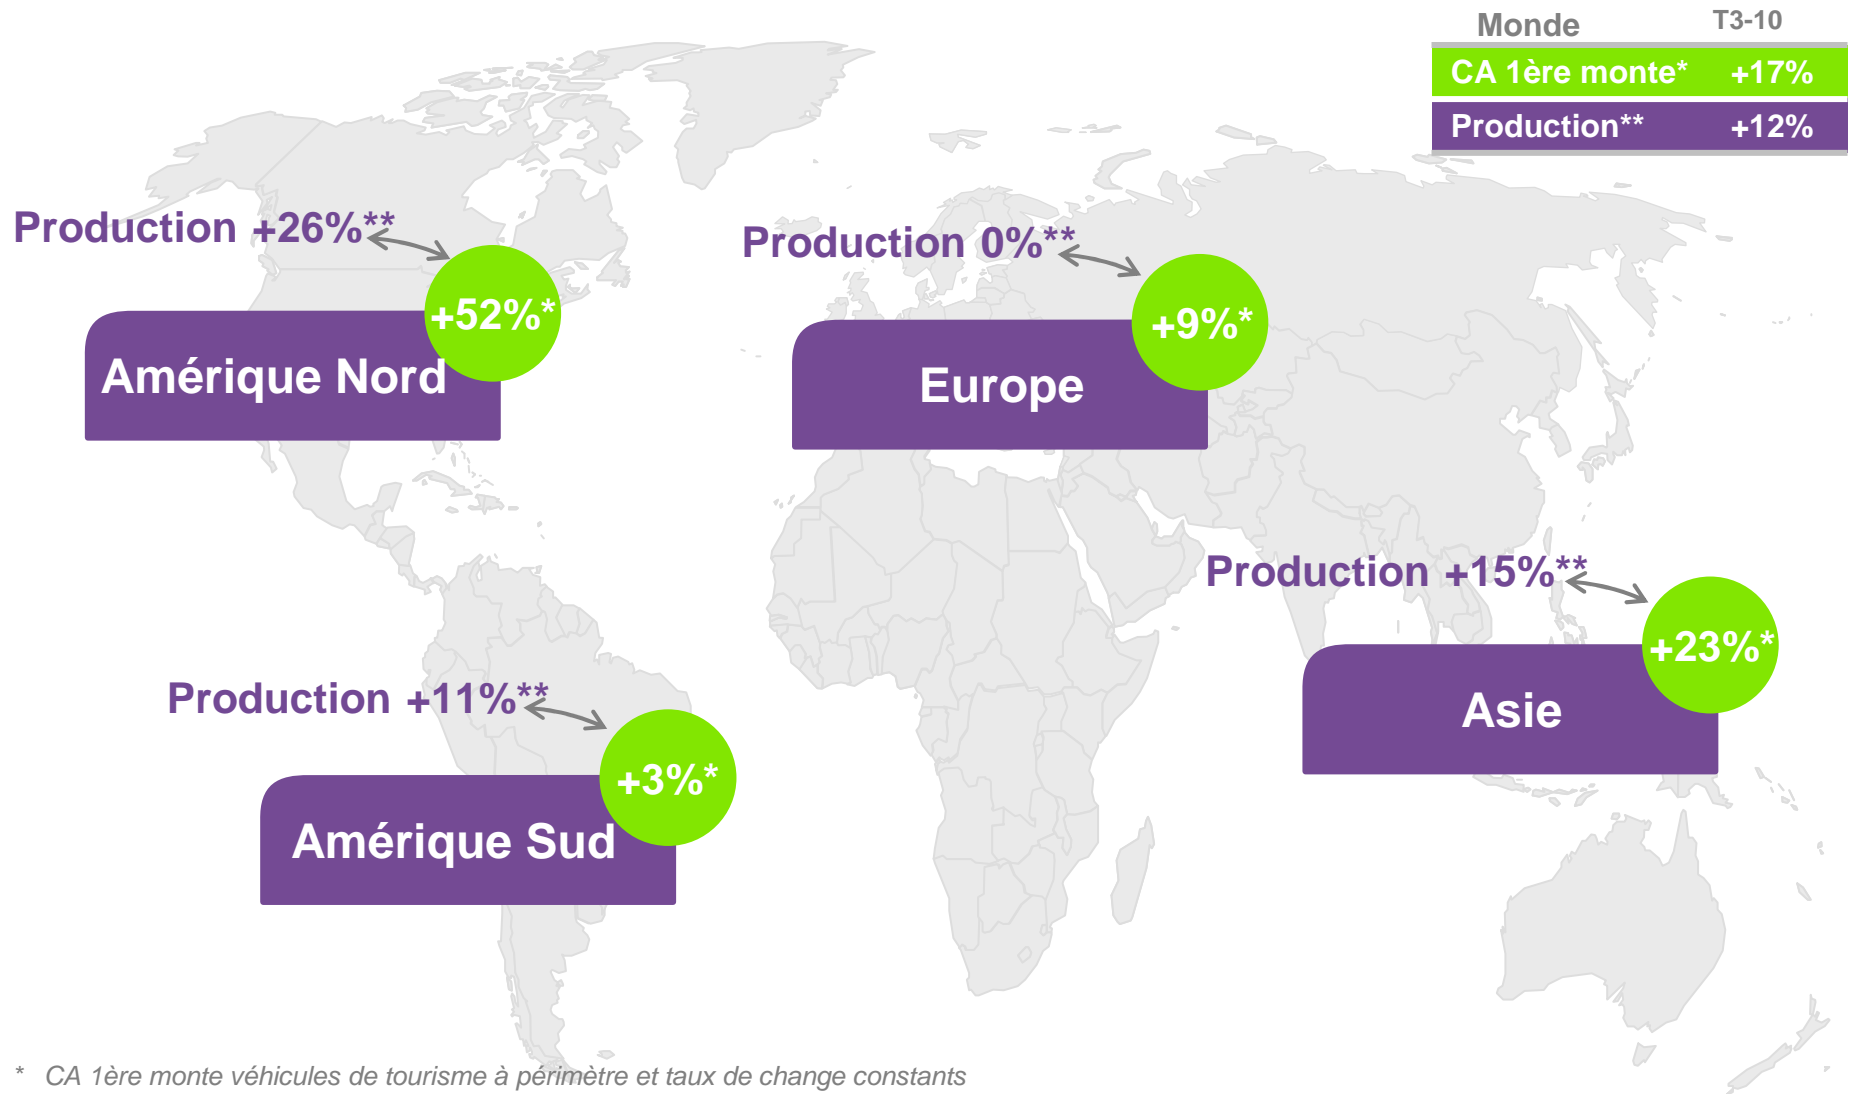 Monde T3-10
CA 1ère monte* +17%
Production** +12%
Production +26%**
+52%*
Amérique Nord
Production 0%**
+9%*
Europe
Production +15%**
+23%*
Asie
Production +11%**
+3%*
Amérique Sud
* CA 1ère monte véhicules de tourisme à périmètre et taux de change constants